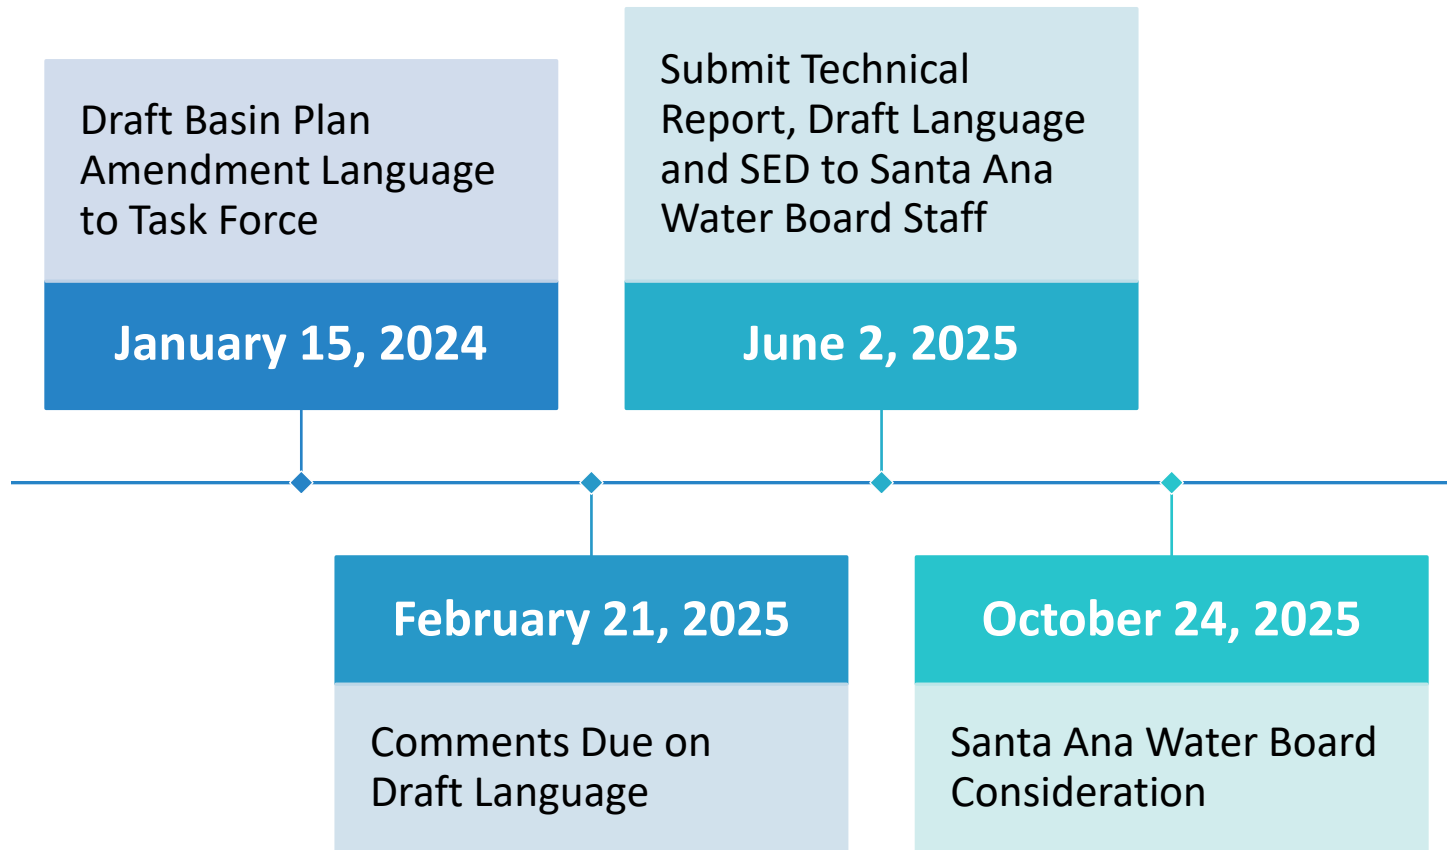 Draft Basin Plan
Amendment Language
to Task Force
January 15, 2024
February 21, 2025
Comments Due on
Draft Language
Submit Technical
Report, Draft Language
and SED to Santa Ana
Water Board Staff
June 2, 2025
October 24, 2025
Santa Ana Water Board
Consideration